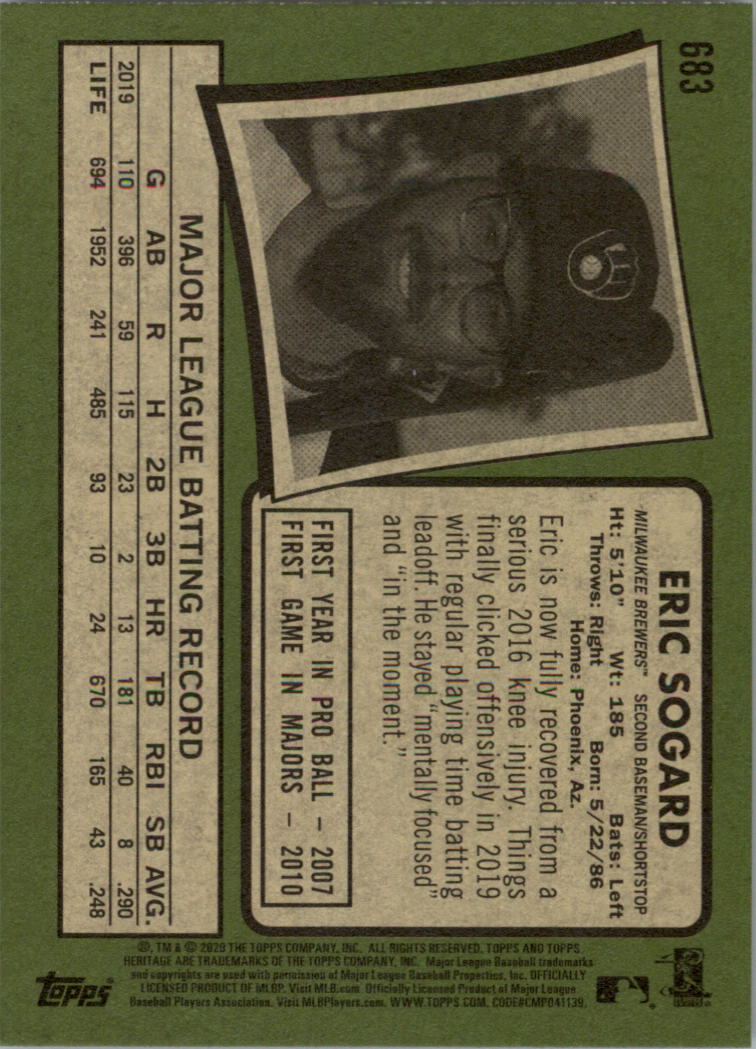 683
ERIC SOGARD
MILWAUKEE BREWERS™ SECOND BASEMAN/SHORTSTOP
Ht: 5'10" Wt: 185 Bats: Left
Throws: Right Born: 5/22/86
Home: Phoenix, Az.
Eric is now fully recovered from a
serious 2016 knee injury. Things
finally clicked offensively in 2019
with regular playing time batting
leadoff. He stayed “mentally focused”
and “in the moment.”
FIRST YEAR IN PRO BALL – 2007
FIRST GAME IN MAJORS – 2010
MAJOR LEAGUE BATTING RECORD
G AB R H 2B 3B HR TB RBI SB AVG.
2019 110 396 59 115 23 2 13 181 40 8 .290
LIFE 694 1952 241 485 93 10 24 670 165 43 .248
®, TM & © 2020 THE TOPPS COMPANY, INC. ALL RIGHTS RESERVED. TOPPS AND TOPPS
HERITAGE ARE TRADEMARKS OF THE TOPPS COMPANY, INC. Major League Baseball trademarks
and copyrights are used with permission of Major League Baseball Properties, Inc. OFFICIALLY
LICENSED PRODUCT OF MLBP. Visit MLB.com. Officially Licensed Product of Major League
Baseball Players Association. Visit MLBPlayers.com. WWW.TOPPS.COM. CODE#CMP041139.
Topps